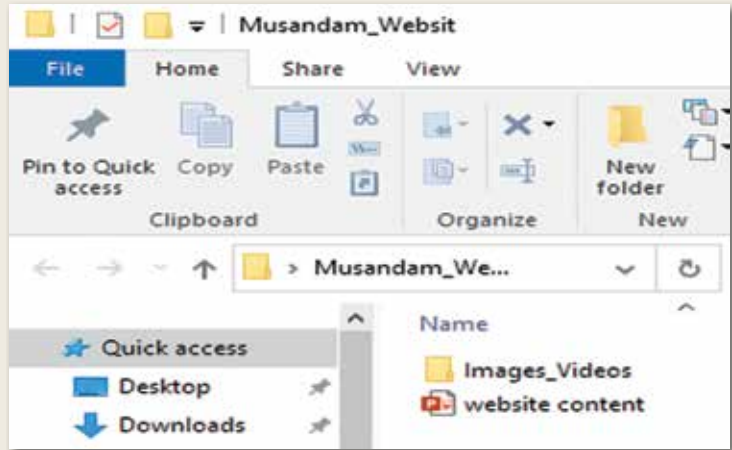 Musandam_Websit
File Home Share View
Pin to Quick access Copy Paste New folder
Clipboard Organize New
Musandam_We...
Name
Quick access
Images_Videos
Desktop
website content
Downloads